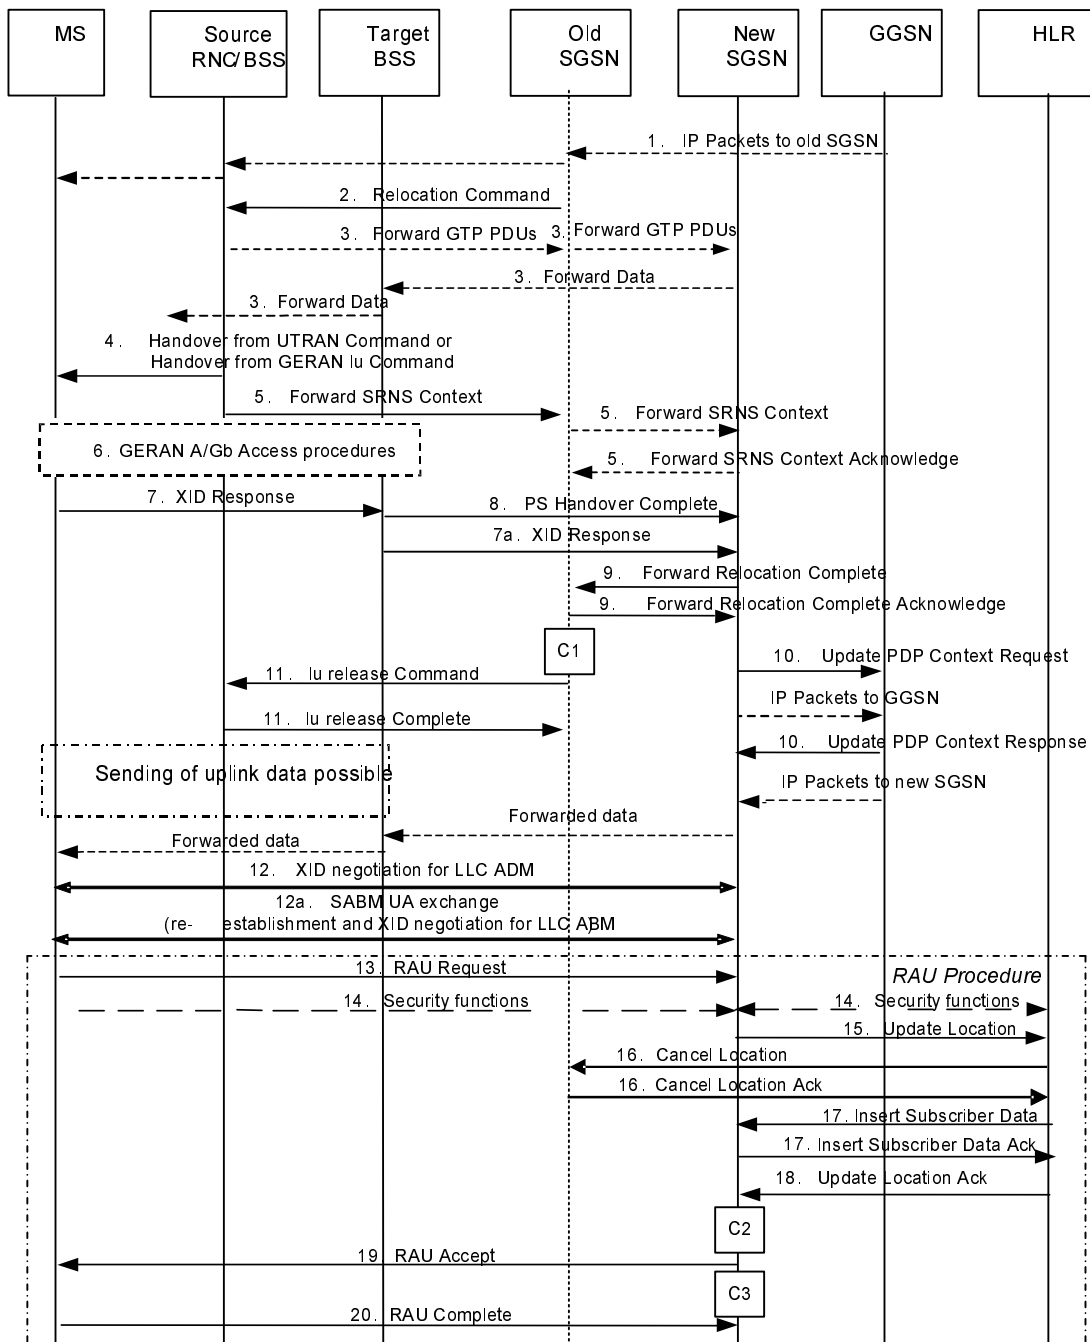 MS
Source
RNC/BSS
Target
BSS
Old
SGSN
New
SGSN
GGSN
HLR
1. IP Packets to old SGSN
2. Relocation Command
3. Forward GTP PDUs
3. Forward GTP PDUs
3. Forward Data
3. Forward Data
4. Handover from UTRAN Command or
Handover from GERAN Iu Command
5. Forward SRNS Context
5. Forward SRNS Context
6. GERAN A/Gb Access procedures
5. Forward SRNS Context Acknowledge
7. XID Response
8. PS Handover Complete
7a. XID Response
9. Forward Relocation Complete
9. Forward Relocation Complete Acknowledge
C1
10. Update PDP Context Request
11. Iu release Command
IP Packets to GGSN
11. Iu release Complete
10. Update PDP Context Response
Sending of uplink data possible
IP Packets to new SGSN
Forwarded data
Forwarded data
12. XID negotiation for LLC ADM
12a. SABM UA exchange
(re- establishment and XID negotiation for LLC ABM)
13. RAU Request
RAU Procedure
14. Security functions
14. Security functions
15. Update Location
16. Cancel Location
16. Cancel Location Ack
17. Insert Subscriber Data
17. Insert Subscriber Data Ack
18. Update Location Ack
C2
19. RAU Accept
C3
20. RAU Complete